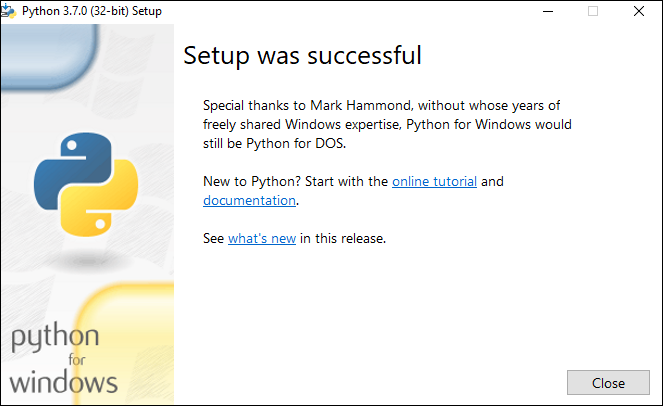 Python 3.7.0 (32-bit) Setup
Setup was successful
Special thanks to Mark Hammond, without whose years of
freely shared Windows expertise, Python for Windows would
still be Python for DOS.
New to Python? Start with the online tutorial and
documentation.
See what's new in this release.
python
for
windows
Close